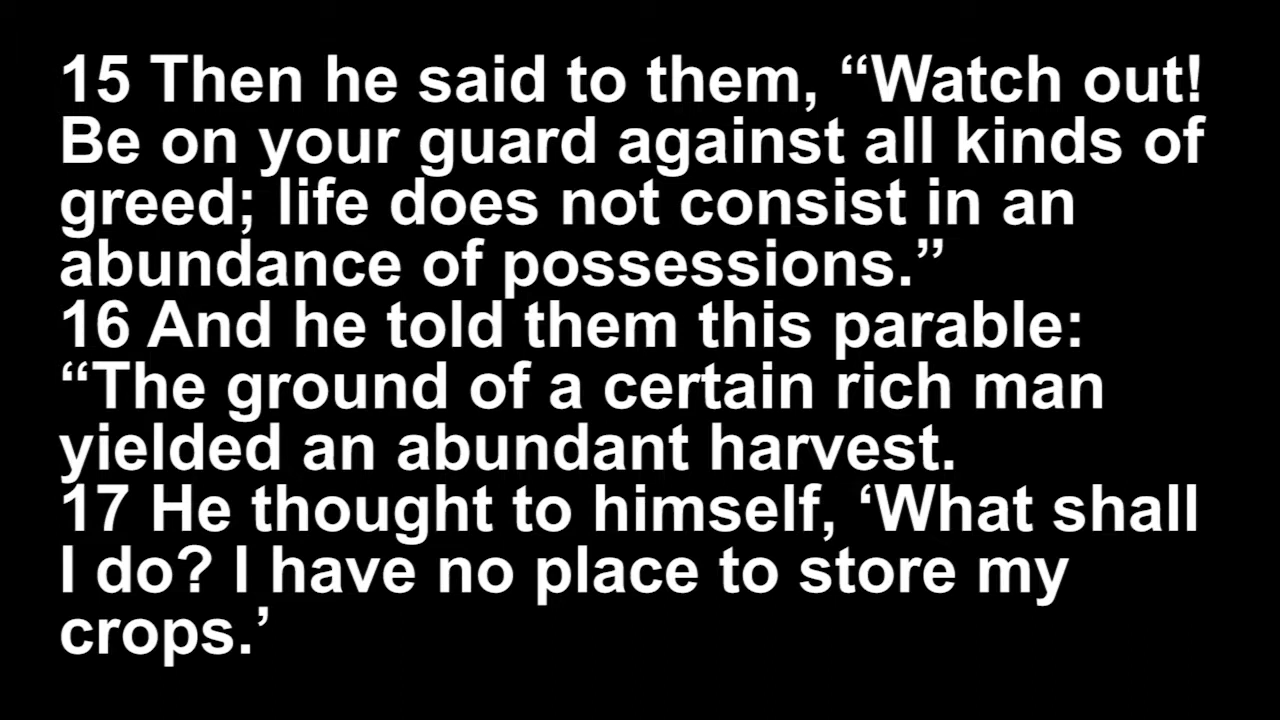 15 Then he said to them, “Watch out!
Be on your guard against all kinds of
greed; life does not consist in an
abundance of possessions.”
16 And he told them this parable:
“The ground of a certain rich man
yielded an abundant harvest.
17 He thought to himself, ‘What shall
I do? I have no place to store my
crops.’